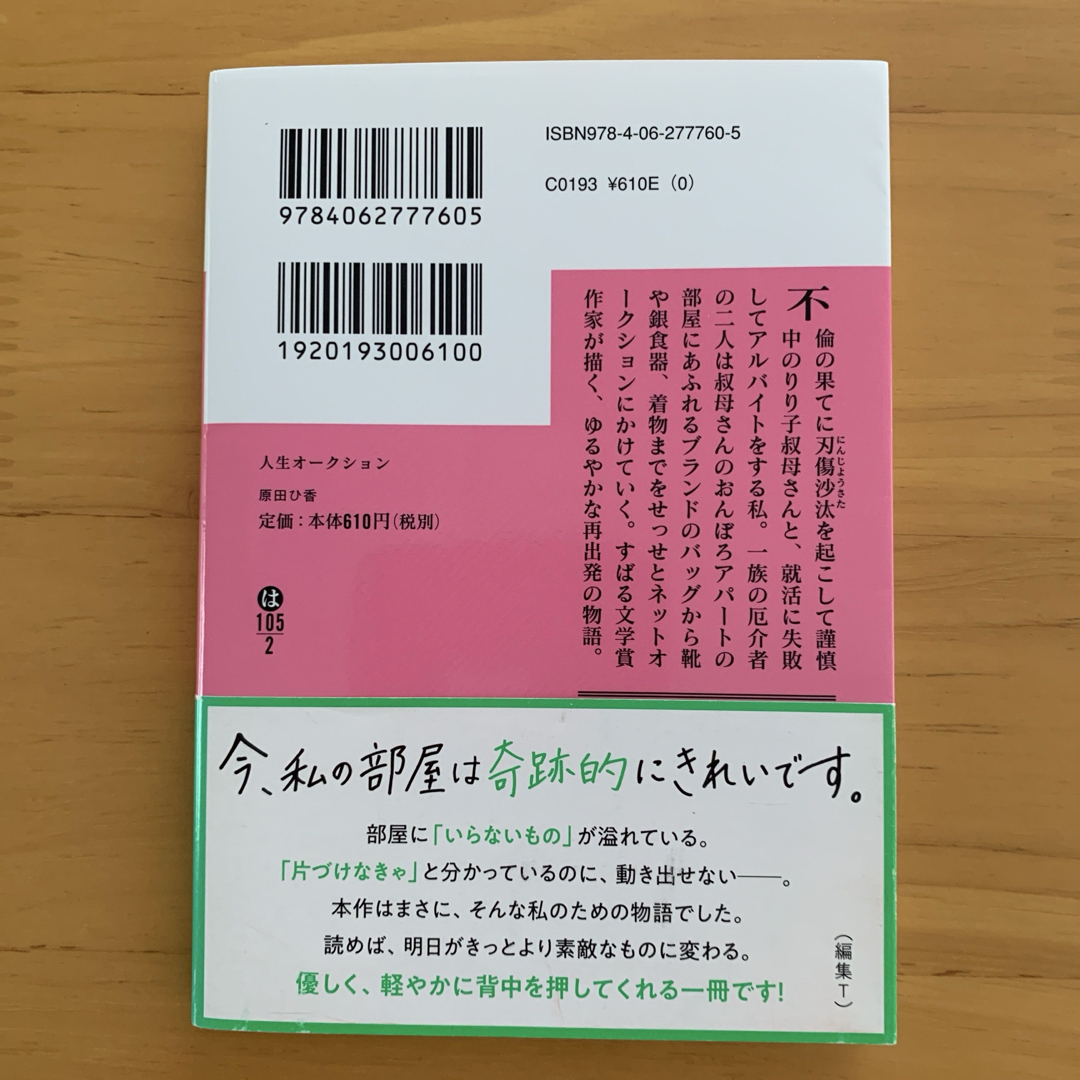 9784062777605
ISBN978-4-06-277760-5
C0193 ¥610E (0)
1920193006100
不倫の果てに刃傷沙汰を起こして謹慎
にんじょうざた
中のりり子叔母さんと、就活に失敗
してアルバイトをする私。一族の厄介者
の二人は叔母さんのおんぼろアパートの
部屋にあふれるブランドのバッグから靴
や銀食器、着物までをせっせとネットオ
ークションにかけていく。すばる文学賞
作家が描く、ゆるやかな再出発の物語。
人生オークション
原田ひ香
定価：本体610円(税別)
は
105
2
今、私の部屋は奇跡的にきれいです。
部屋に「いらないもの」が溢れている。
「片づけなきゃ」と分かっているのに、動き出せない――。
本作はまさに、そんな私のための物語でした。
読めば、明日がきっとより素敵なものに変わる。
優しく、軽やかに背中を押してくれる一冊です!
(編集T)